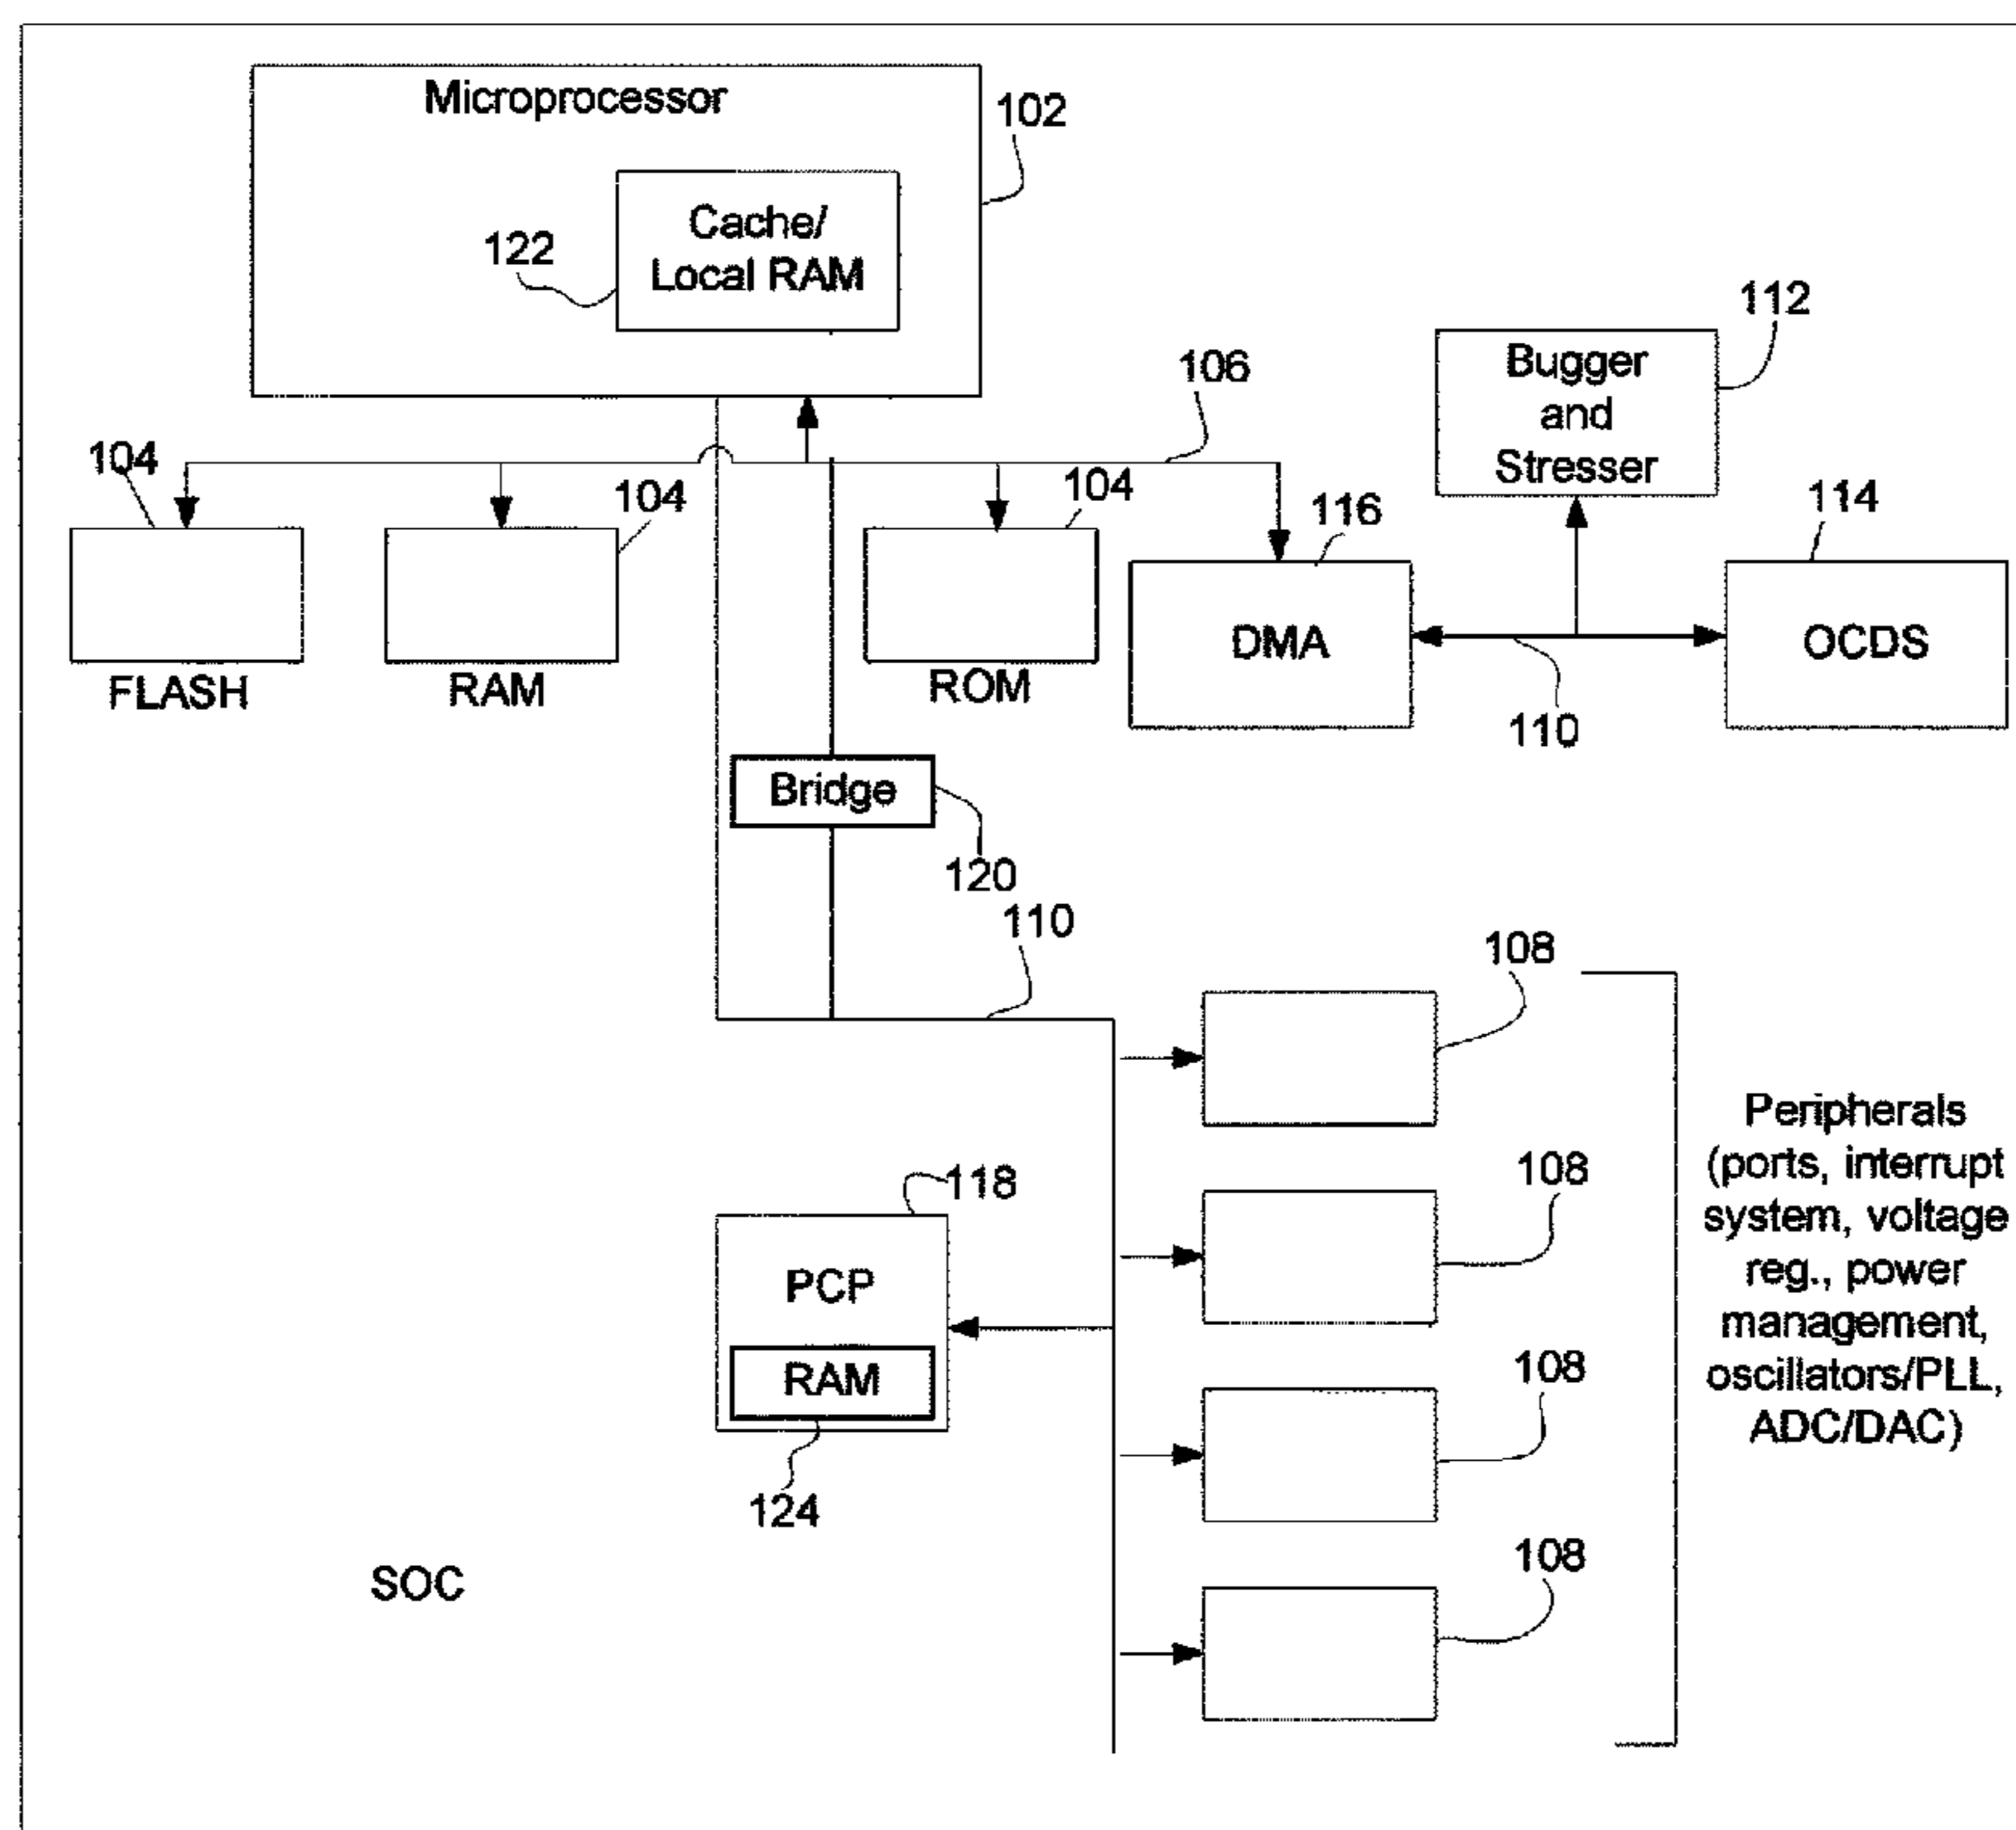 Microprocessor
102
Cache/
Local RAM
122
112
Bugger
and
Stresser
106
104
104
104
116
114
FLASH
RAM
ROM
DMA
OCDS
110
Bridge
120
110
108
108
108
108
Peripherals
(ports, interrupt
system, voltage
reg., power
management,
oscillators/PLL,
ADC/DAC)
118
PCP
RAM
124
SOC